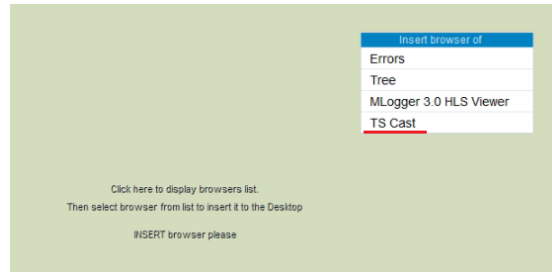 Insert browser of
Errors
Tree
MLogger 3.0 HLS Viewer
TS Cast
Click here to display browsers list.
Then select browser from list to insert it to the Desktop
INSERT browser please